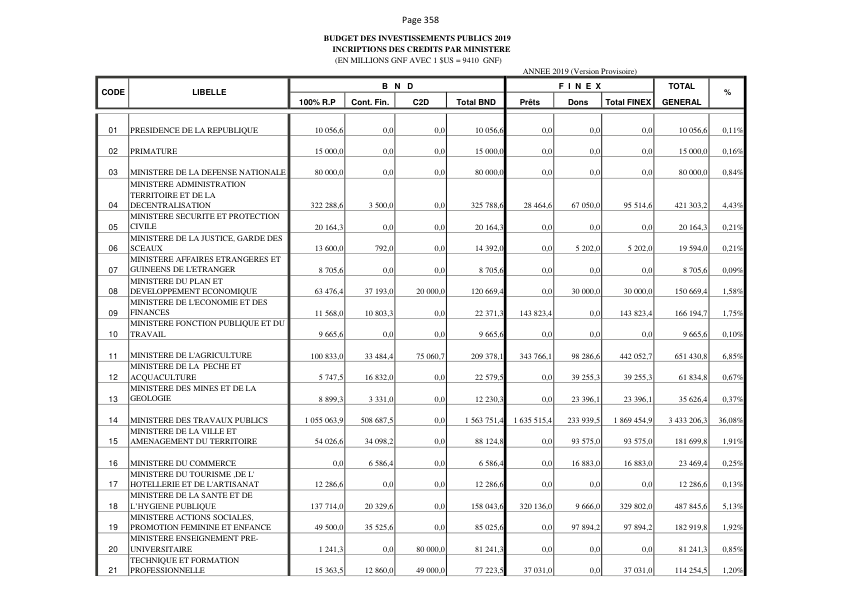 Page 358
BUDGET DES INVESTISSEMENTS PUBLICS 2019
INCRIPTIONS DES CREDITS PAR MINISTERE
(EN MILLIONS GNF AVEC 1 $US = 9410 GNF)
ANNEE 2019 (Version Provisoire)
CODE LIBELLE B N D F I N E X TOTAL GENERAL %
100% R.P Cont. Fin. C2D Total BND Prêts Dons Total FINEX
01 PRESIDENCE DE LA REPUBLIQUE 10 056,6 0,0 0,0 10 056,6 0,0 0,0 0,0 10 056,6 0,11%
02 PRIMATURE 15 000,0 0,0 0,0 15 000,0 0,0 0,0 0,0 15 000,0 0,16%
03 MINISTERE DE LA DEFENSE NATIONALE 80 000,0 0,0 0,0 80 000,0 0,0 0,0 0,0 80 000,0 0,84%
MINISTERE ADMINISTRATION
TERRITOIRE ET DE LA
04 DECENTRALISATION 322 288,6 3 500,0 0,0 325 788,6 28 464,6 67 050,0 95 514,6 421 303,2 4,43%
MINISTERE SECURITE ET PROTECTION
05 CIVILE 20 164,3 0,0 0,0 20 164,3 0,0 0,0 0,0 20 164,3 0,21%
MINISTERE DE LA JUSTICE, GARDE DES
06 SCEAUX 13 600,0 792,0 0,0 14 392,0 0,0 5 202,0 5 202,0 19 594,0 0,21%
MINISTERE AFFAIRES ETRANGERES ET
07 GUINEENS DE L'ETRANGER 8 705,6 0,0 0,0 8 705,6 0,0 0,0 0,0 8 705,6 0,09%
MINISTERE DU PLAN ET
08 DEVELOPPEMENT ECONOMIQUE 63 476,4 37 193,0 20 000,0 120 669,4 0,0 30 000,0 30 000,0 150 669,4 1,58%
MINISTERE DE L'ECONOMIE ET DES
09 FINANCES 11 568,0 10 803,3 0,0 22 371,3 143 823,4 0,0 143 823,4 166 194,7 1,75%
MINISTERE FONCTION PUBLIQUE ET DU
10 TRAVAIL 9 665,6 0,0 0,0 9 665,6 0,0 0,0 0,0 9 665,6 0,10%
11 MINISTERE DE L'AGRICULTURE 100 833,0 33 484,4 75 060,7 209 378,1 343 766,1 98 286,6 442 052,7 651 430,8 6,85%
MINISTERE DE LA PECHE ET
12 ACQUACULTURE 5 747,5 16 832,0 0,0 22 579,5 0,0 39 255,3 39 255,3 61 834,8 0,67%
MINISTERE DES MINES ET DE LA
13 GEOLOGIE 8 899,3 3 331,0 0,0 12 230,3 0,0 23 396,1 23 396,1 35 626,4 0,37%
14 MINISTERE DES TRAVAUX PUBLICS 1 055 063,9 508 687,5 0,0 1 563 751,4 1 635 515,4 233 939,5 1 869 454,9 3 433 206,3 36,08%
MINISTERE DE LA VILLE ET
15 AMENAGEMENT DU TERRITOIRE 54 026,6 34 098,2 0,0 88 124,8 0,0 93 575,0 93 575,0 181 699,8 1,91%
16 MINISTERE DU COMMERCE 0,0 6 586,4 0,0 6 586,4 0,0 16 883,0 16 883,0 23 469,4 0,25%
MINISTERE DU TOURISME ,DE L'
17 HOTELLERIE ET DE L'ARTISANAT 12 286,6 0,0 0,0 12 286,6 0,0 0,0 0,0 12 286,6 0,13%
MINISTERE DE LA SANTE ET DE
18 L'HYGIENE PUBLIQUE 137 714,0 20 329,6 0,0 158 043,6 320 136,0 9 666,0 329 802,0 487 845,6 5,13%
MINISTERE ACTIONS SOCIALES,
19 PROMOTION FEMININE ET ENFANCE 49 500,0 35 525,6 0,0 85 025,6 0,0 97 894,2 97 894,2 182 919,8 1,92%
MINISTERE ENSEIGNEMENT PRE-
20 UNIVERSITAIRE 1 241,3 0,0 80 000,0 81 241,3 0,0 0,0 0,0 81 241,3 0,85%
TECHNIQUE ET FORMATION
21 PROFESSIONNELLE 15 363,5 12 860,0 49 000,0 77 223,5 37 031,0 0,0 37 031,0 114 254,5 1,20%